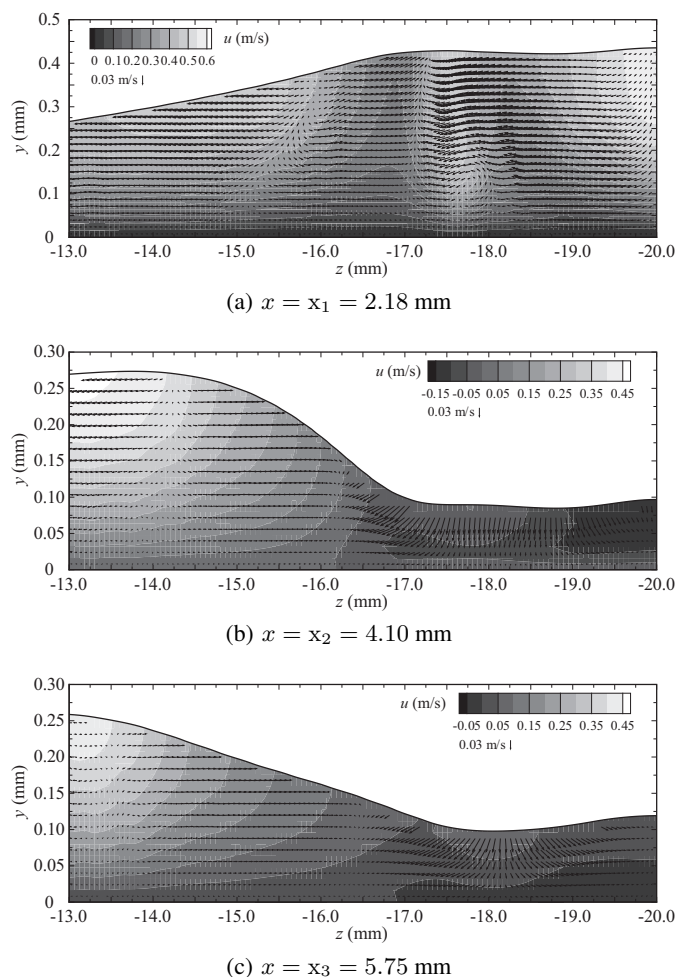 0.5
0.4
0.3
0.2
0.1
0
y (mm)
u (m/s)
0 0.10 0.20 0.30 0.40 0.50 0.6
0.03 m/s
-13.0 -14.0 -15.0 -16.0 -17.0 -18.0 -19.0 -20.0
z (mm)
(a) x = x₁ = 2.18 mm
0.30
0.25
0.20
0.15
0.10
0.05
0
y (mm)
u (m/s)
-0.15 0.05 0.15 0.25 0.35 0.45
0.03 m/s
-13.0 -14.0 -15.0 -16.0 -17.0 -18.0 -19.0 -20.0
z (mm)
(b) x = x₂ = 4.10 mm
0.30
0.25
0.20
0.15
0.10
0.05
0
y (mm)
u (m/s)
-0.05 0.05 0.15 0.25 0.35 0.45
0.03 m/s
-13.0 -14.0 -15.0 -16.0 -17.0 -18.0 -19.0 -20.0
z (mm)
(c) x = x₃ = 5.75 mm